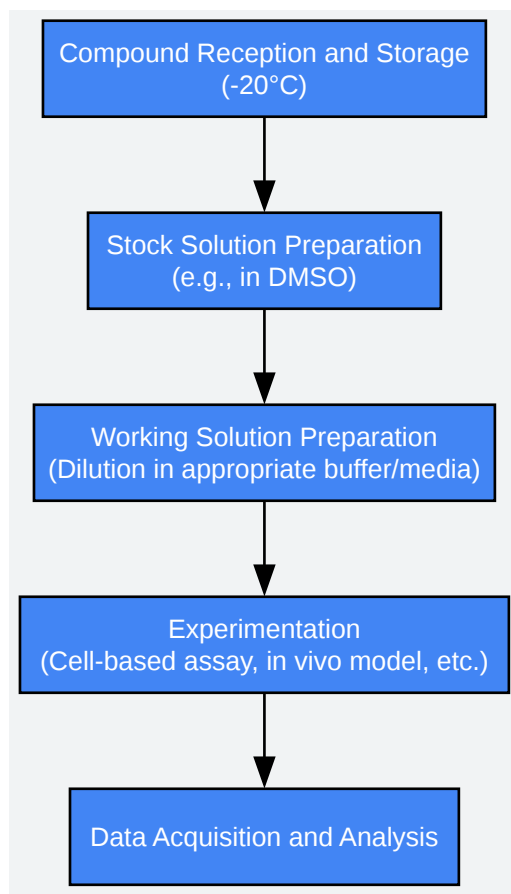 Compound Reception and Storage
(-20°C)
Stock Solution Preparation
(e.g., in DMSO)
Working Solution Preparation
(Dilution in appropriate buffer/media)
Experimentation
(Cell-based assay, in vivo model, etc.)
Data Acquisition and Analysis